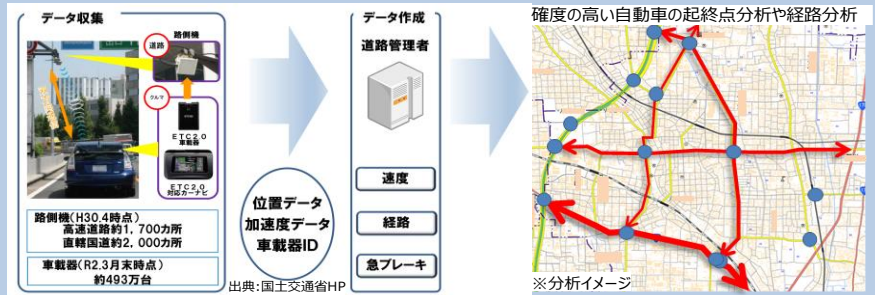 データ収集
路側機
道路
クルマ
ETC2.0
車載器
ETC2.0
対応カーナビ
路側機(H30.4時点)
高速道路約1,700カ所
直轄国道約2,000カ所
車載器(R2.3月末時点)
約493万台
位置データ
加速度データ
車載器ID
出典:国土交通省HP
データ作成
道路管理者
速度
経路
急ブレーキ
確度の高い自動車の起終点分析や経路分析
※分析イメージ